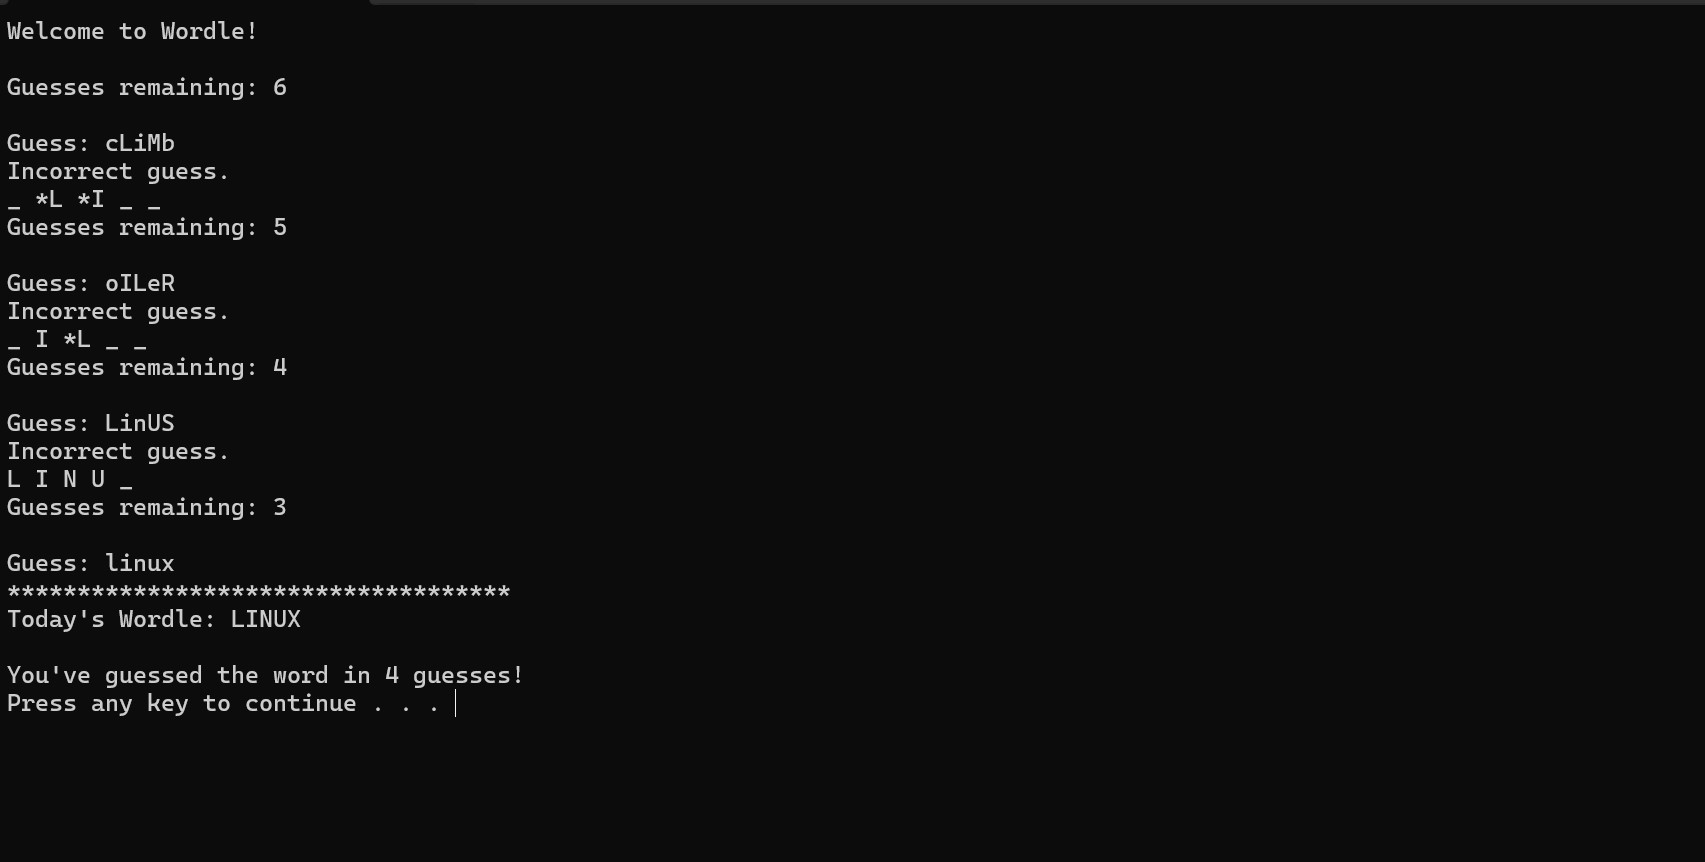 Welcome to Wordle!
Guesses remaining: 6
Guess: cLiMb
Incorrect guess.
_ *L *I _ _
Guesses remaining: 5
Guess: oILeR
Incorrect guess.
_ I *L _ _
Guesses remaining: 4
Guess: LinUS
Incorrect guess.
L I N U _
Guesses remaining: 3
Guess: linux
************************************
Today's Wordle: LINUX
You've guessed the word in 4 guesses!
Press any key to continue . . .